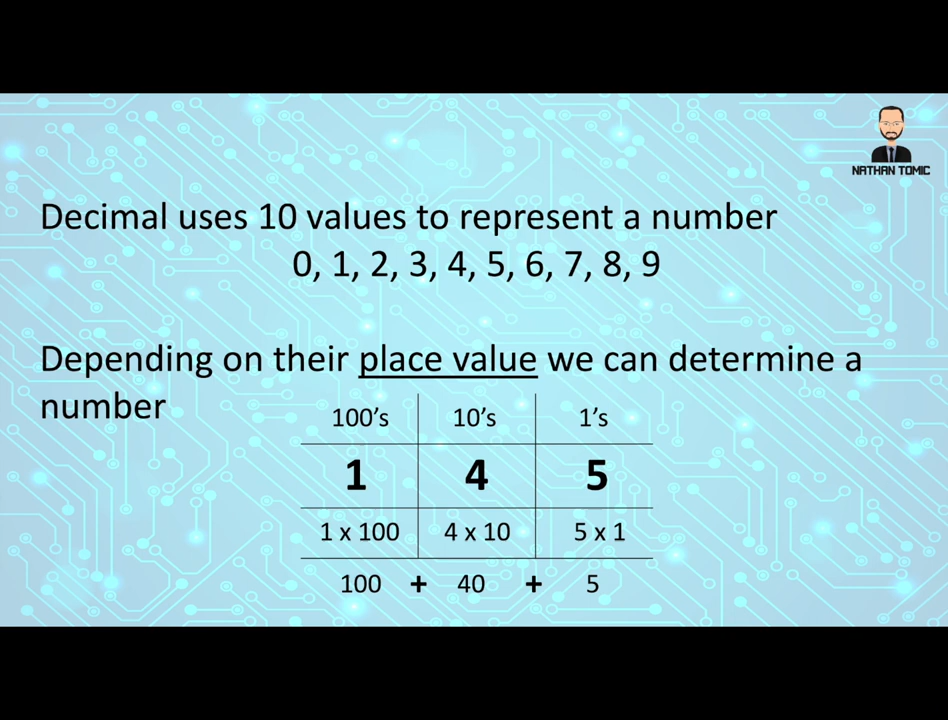 NATHAN TOMIC
Decimal uses 10 values to represent a number
0, 1, 2, 3, 4, 5, 6, 7, 8, 9
Depending on their place value we can determine a
number
100’s 10’s 1’s
1 4 5
1 x 100 4 x 10 5 x 1
100 + 40 + 5